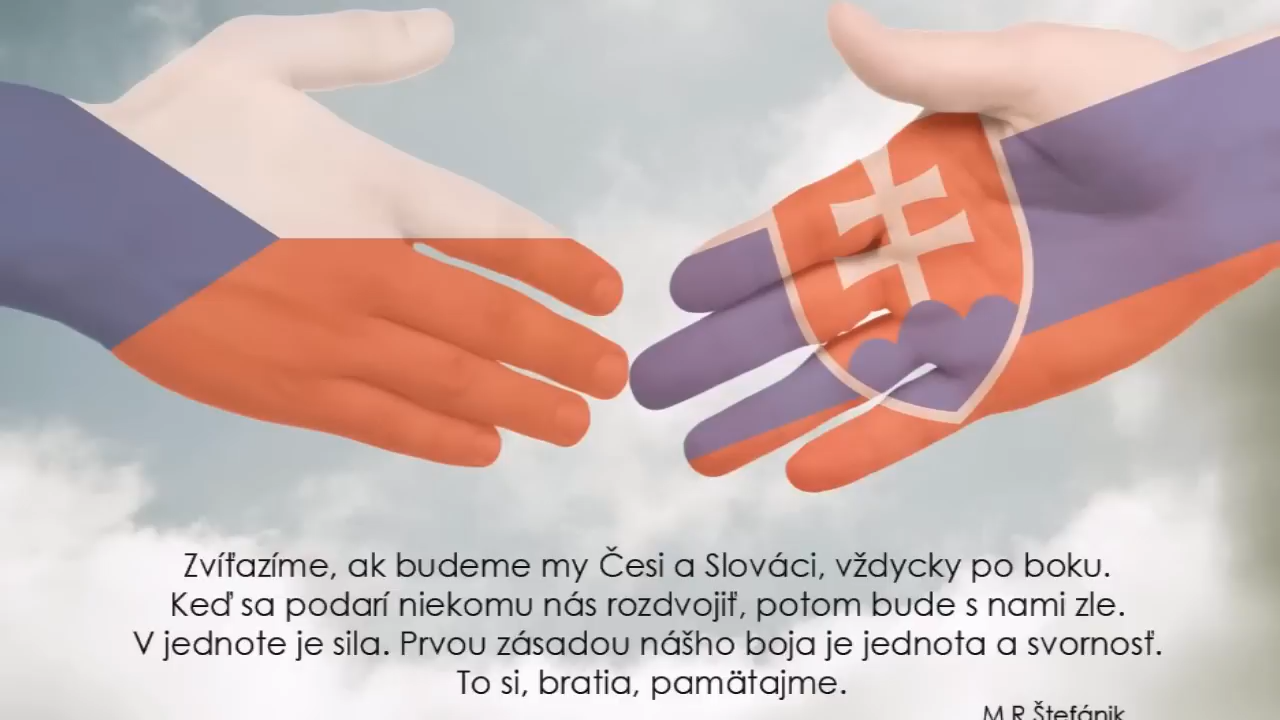 Zvíťazíme, ak budeme my Česi a Slováci, vždycky po boku.
Keď sa podarí niekomu nás rozdvojiť, potom bude s nami zle.
V jednote je sila. Prvou zásadou nášho boja je jednota a svornosť.
To si, bratia, pamätajme.
M.R.Štefánik